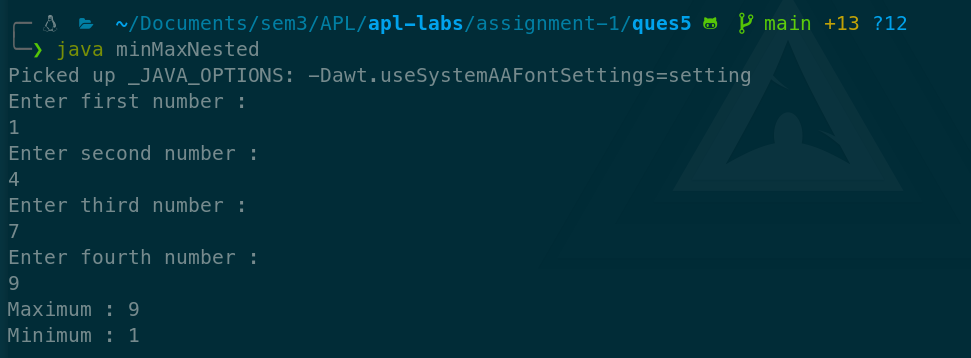 ~/Documents/sem3/APL/apl-labs/assignment-1/ques5 main +13 ?12
❯ java minMaxNested
Picked up _JAVA_OPTIONS: -Dawt.useSystemAAFontSettings=setting
Enter first number :
1
Enter second number :
4
Enter third number :
7
Enter fourth number :
9
Maximum : 9
Minimum : 1